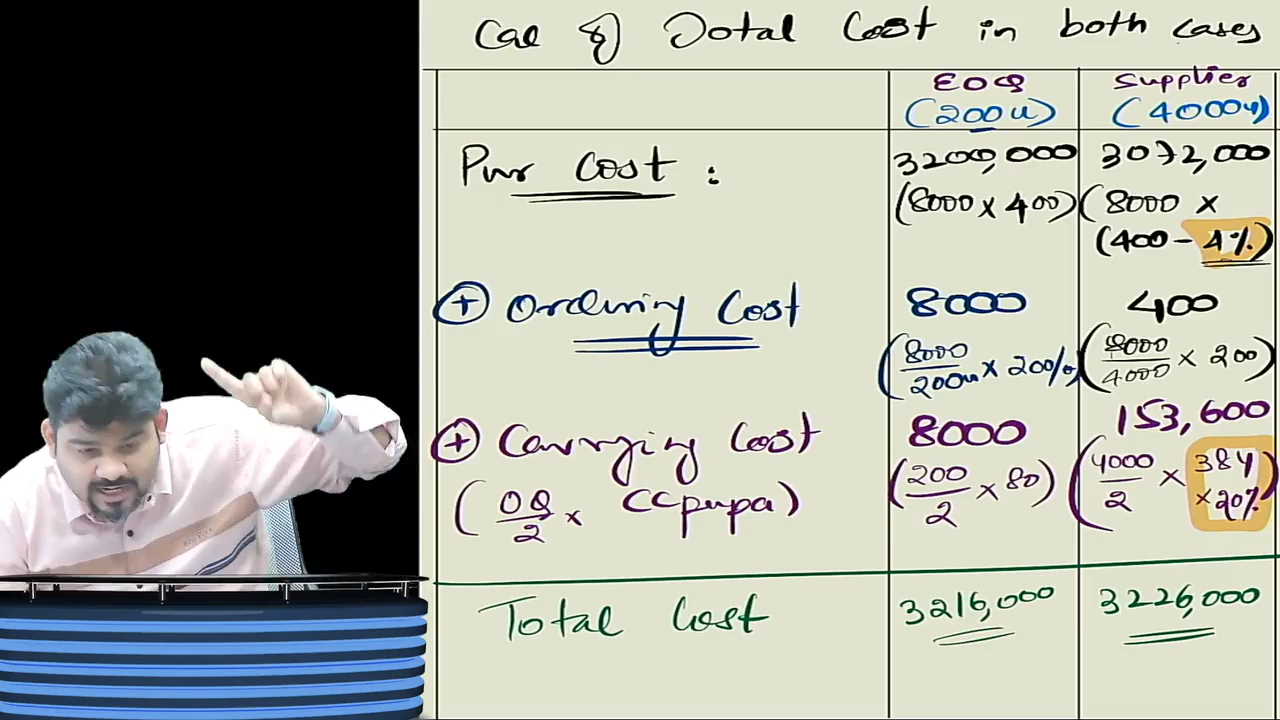 Cal of Total Cost in both cases
EOQ Supplier
(200u) (4000u)
Pur Cost : 3200,000 3072,000
(8000 x 400) (8000 x
(400 - 4%)
+ Ordering Cost 8000 400
(8000/200u x 200/o) (8000/4000 x 200)
+ Carrying Cost 8000 153,600
(OQ/2 x CCpupa) (200/2 x 80) (4000/2 x 384 x 20%)
Total Cost 3216,000 3226,000